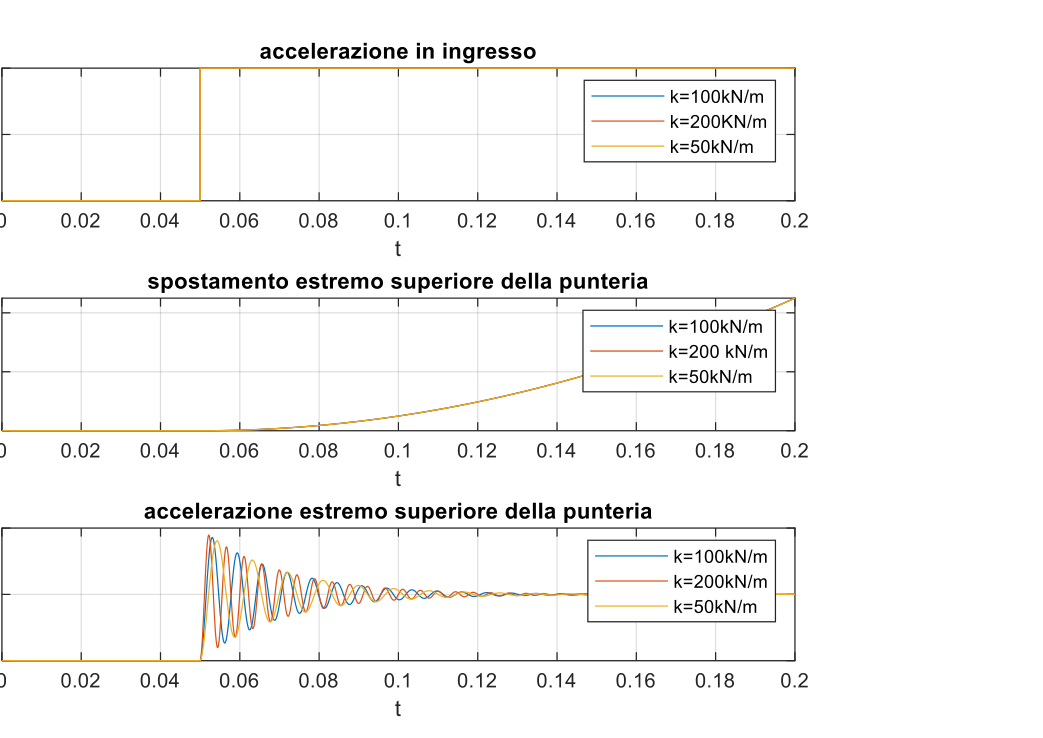 accelerazione in ingresso
k=100kN/m
k=200KN/m
k=50kN/m
0 0.02 0.04 0.06 0.08 0.1 0.12 0.14 0.16 0.18 0.2
t
spostamento estremo superiore della punteria
k=100kN/m
k=200 kN/m
k=50kN/m
0 0.02 0.04 0.06 0.08 0.1 0.12 0.14 0.16 0.18 0.2
t
accelerazione estremo superiore della punteria
k=100kN/m
k=200kN/m
k=50kN/m
0 0.02 0.04 0.06 0.08 0.1 0.12 0.14 0.16 0.18 0.2
t